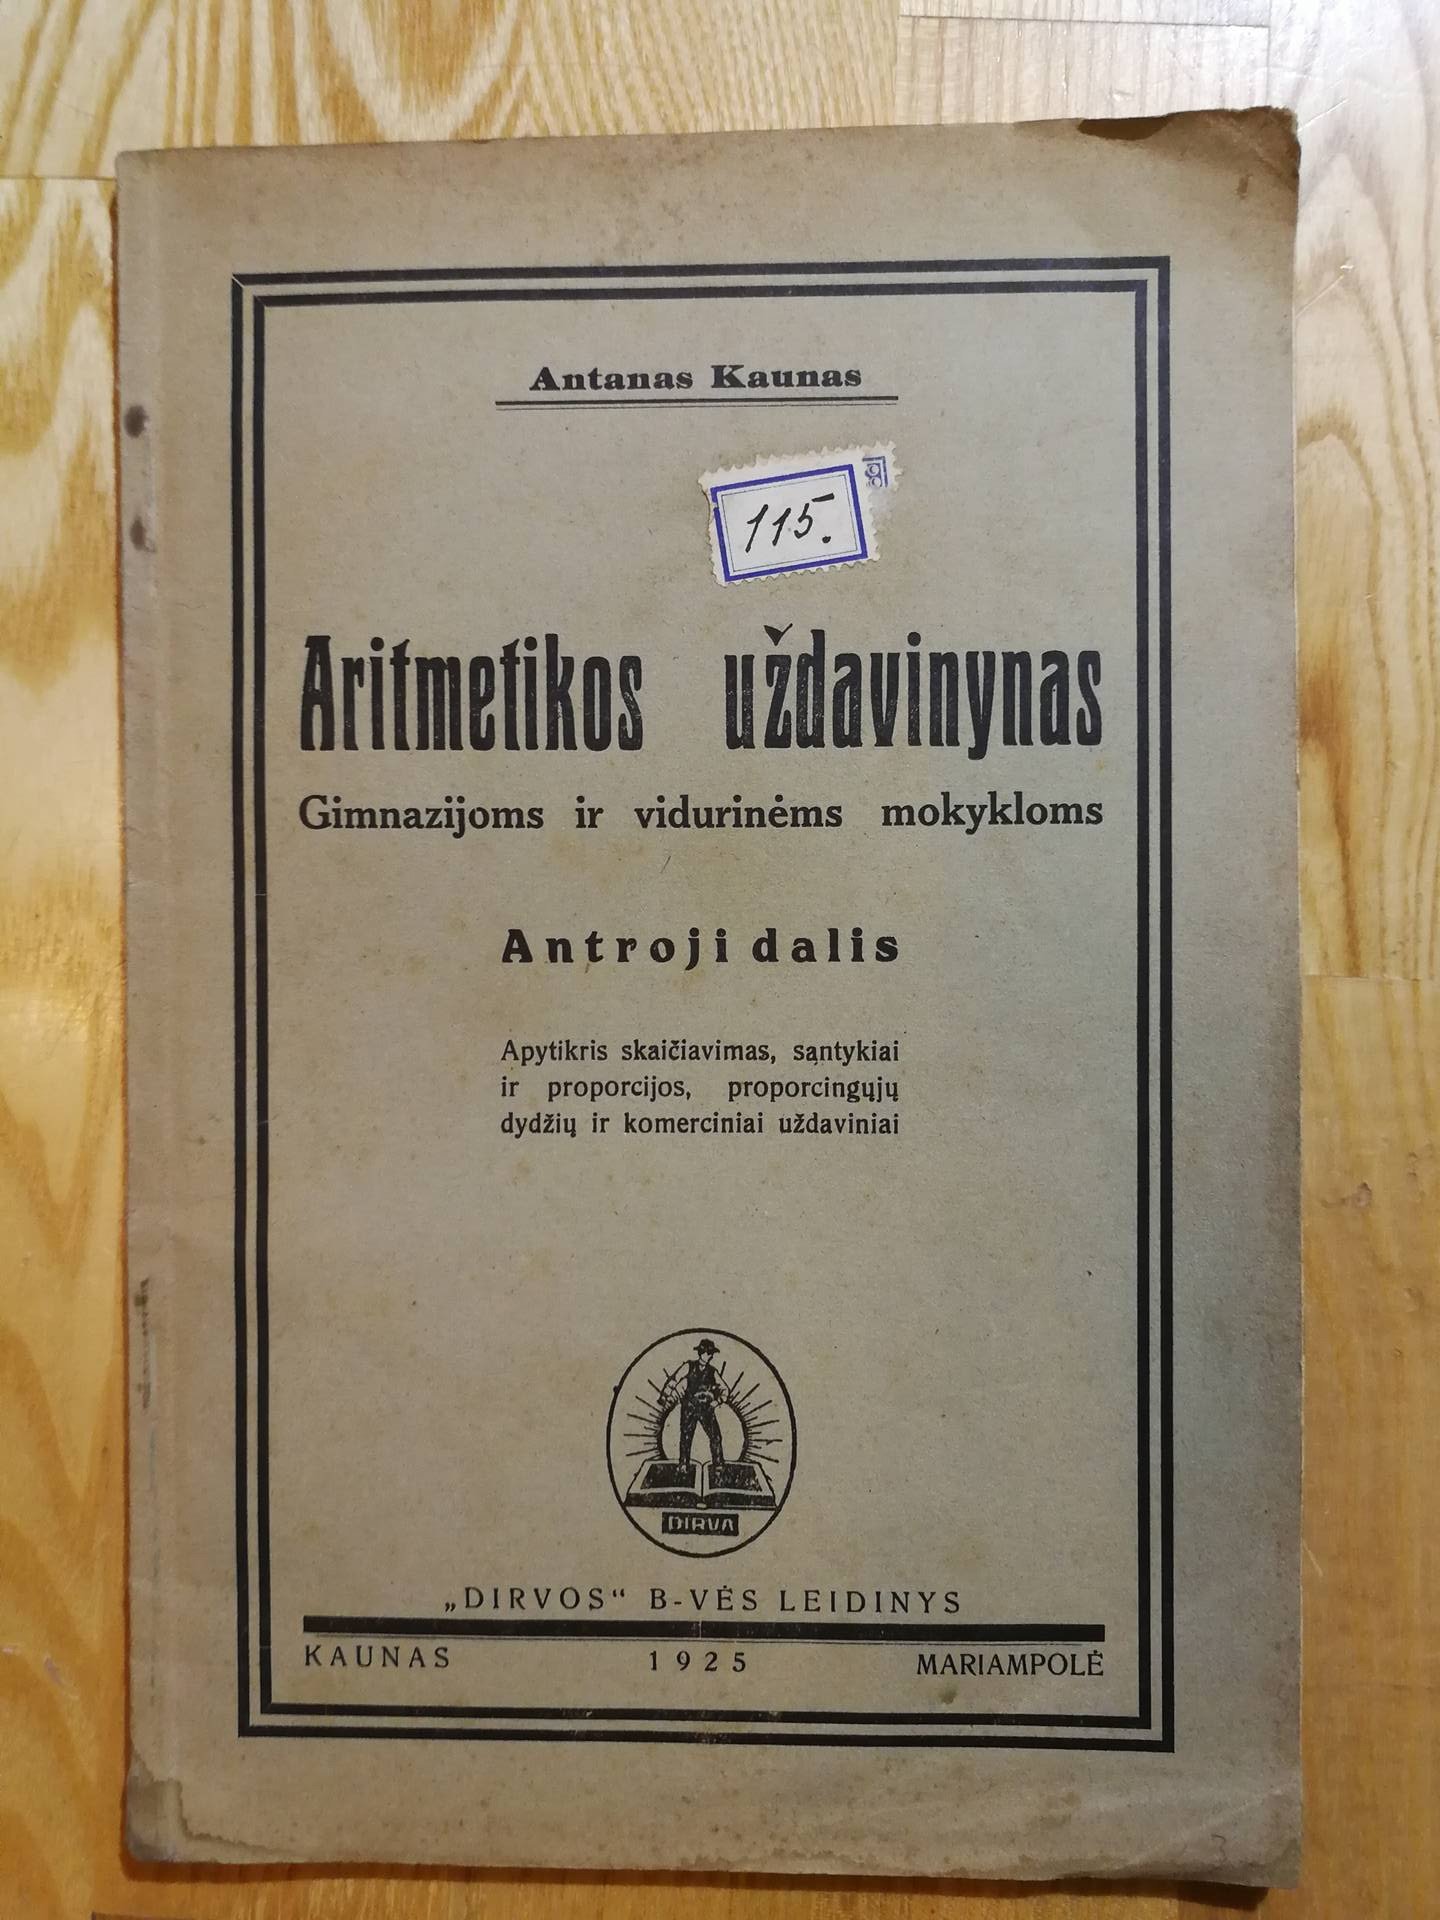 Antanas Kaunas
115.
Aritmetikos uždavinynas
Gimnazijoms ir vidurinėms mokykloms
Antroji dalis
Apytikris skaičiavimas, santykiai
ir proporcijos, proporcingųjų
dydžių ir komerciniai uždaviniai
DIRVA
„DIRVOS“ B-VĖS LEIDINYS
KAUNAS 1925 MARIAMPOLĖ